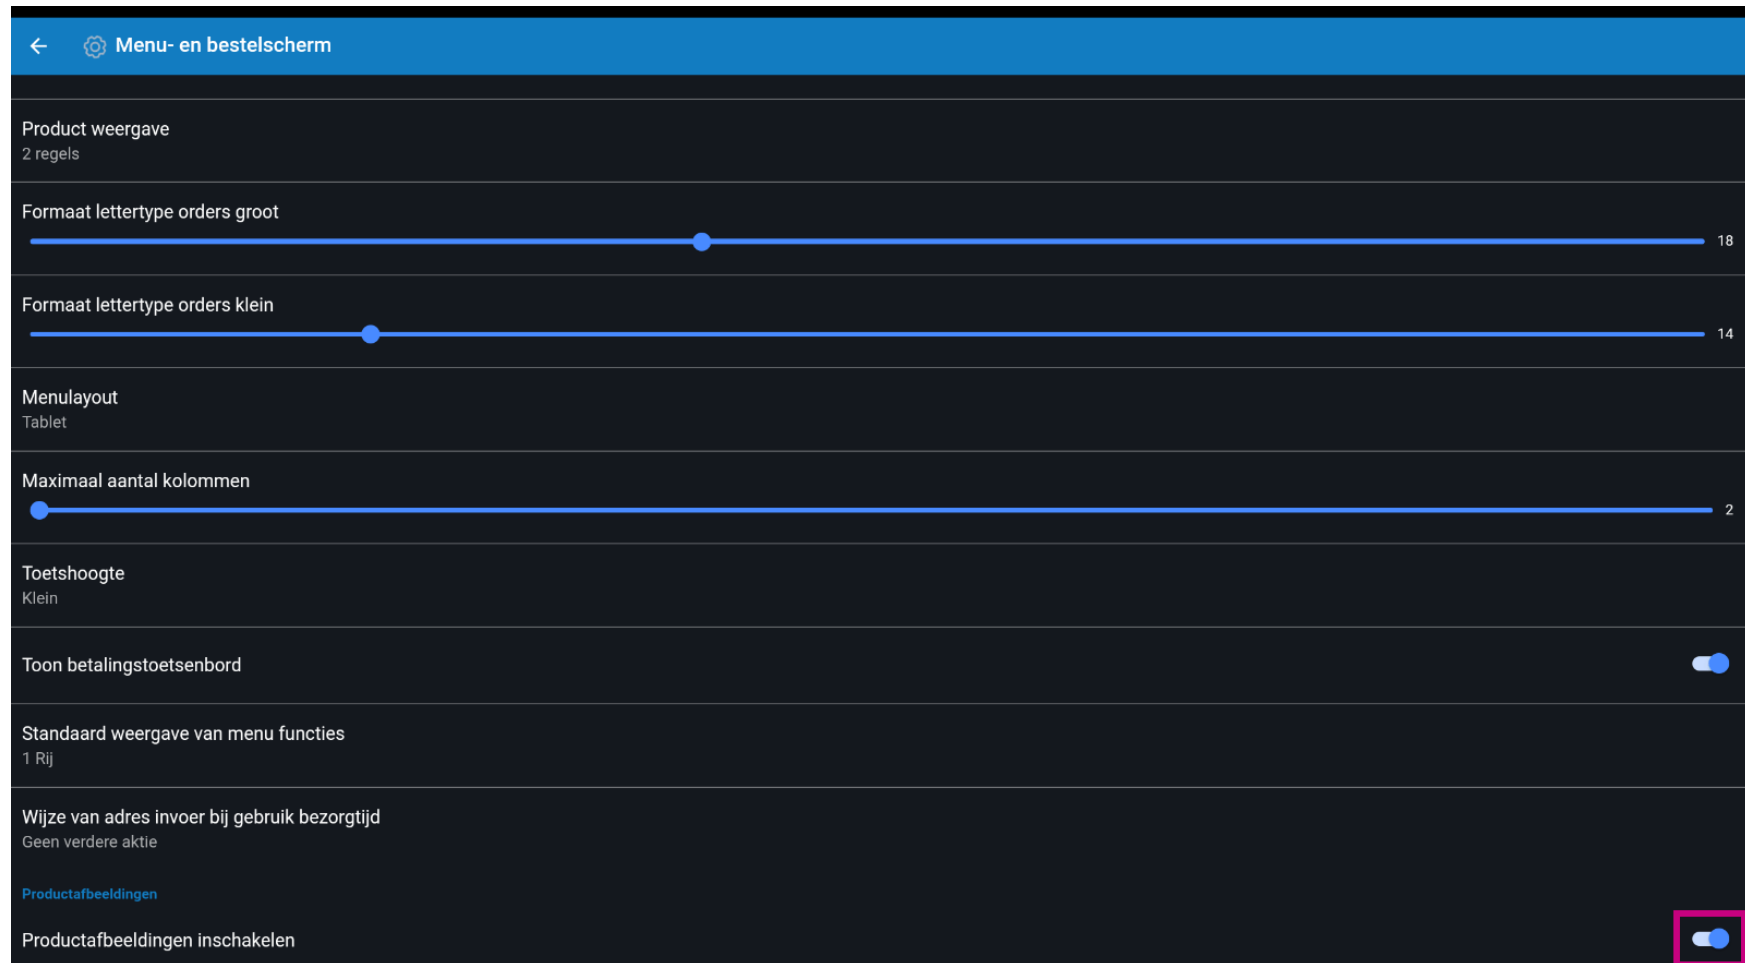 Menu- en bestelscherm
Product weergave
2 regels
Formaat lettertype orders groot
18
Formaat lettertype orders klein
14
Menulayout
Tablet
Maximaal aantal kolommen
2
Toetshoogte
Klein
Toon betalingstoetsenbord
Standaard weergave van menu functies
1 Rij
Wijze van adres invoer bij gebruik bezorgtijd
Geen verdere aktie
Productafbeeldingen
Productafbeeldingen inschakelen